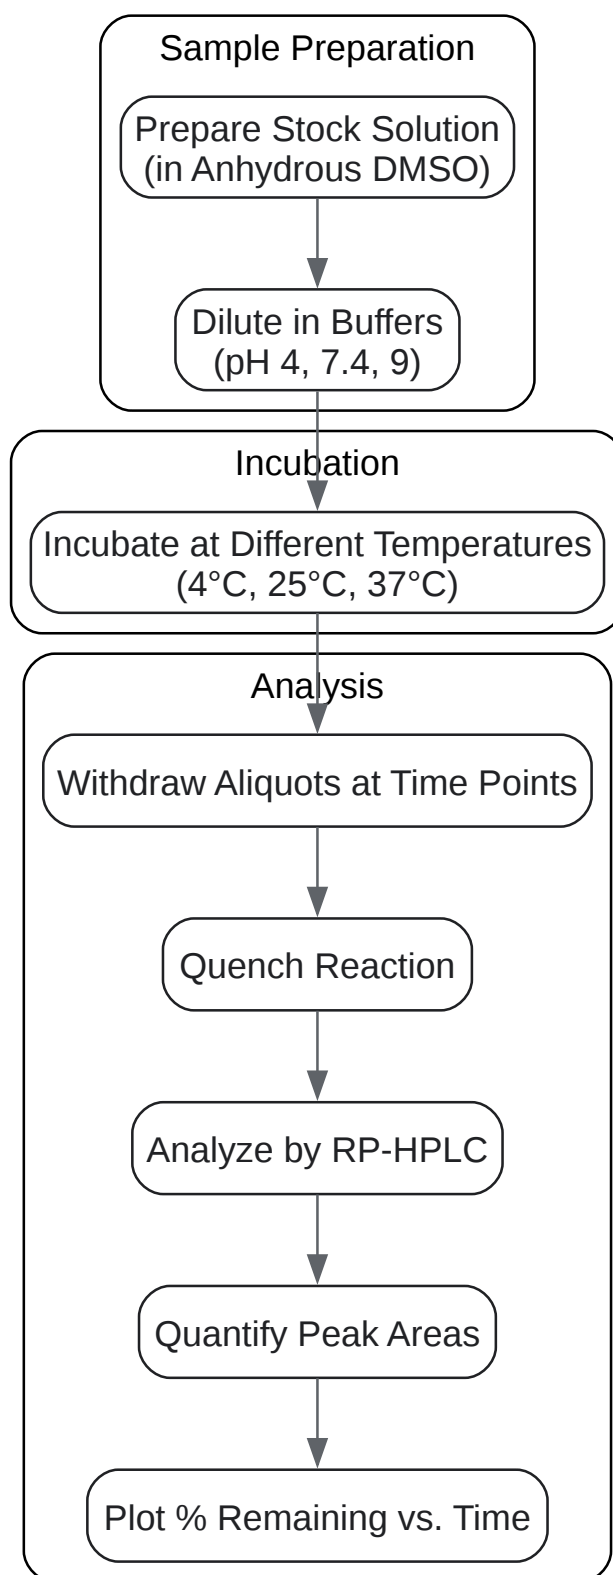 Sample Preparation
Prepare Stock Solution
(in Anhydrous DMSO)
Dilute in Buffers
(pH 4, 7.4, 9)
Incubation
Incubate at Different Temperatures
(4°C, 25°C, 37°C)
Analysis
Withdraw Aliquots at Time Points
Quench Reaction
Analyze by RP-HPLC
Quantify Peak Areas
Plot % Remaining vs. Time